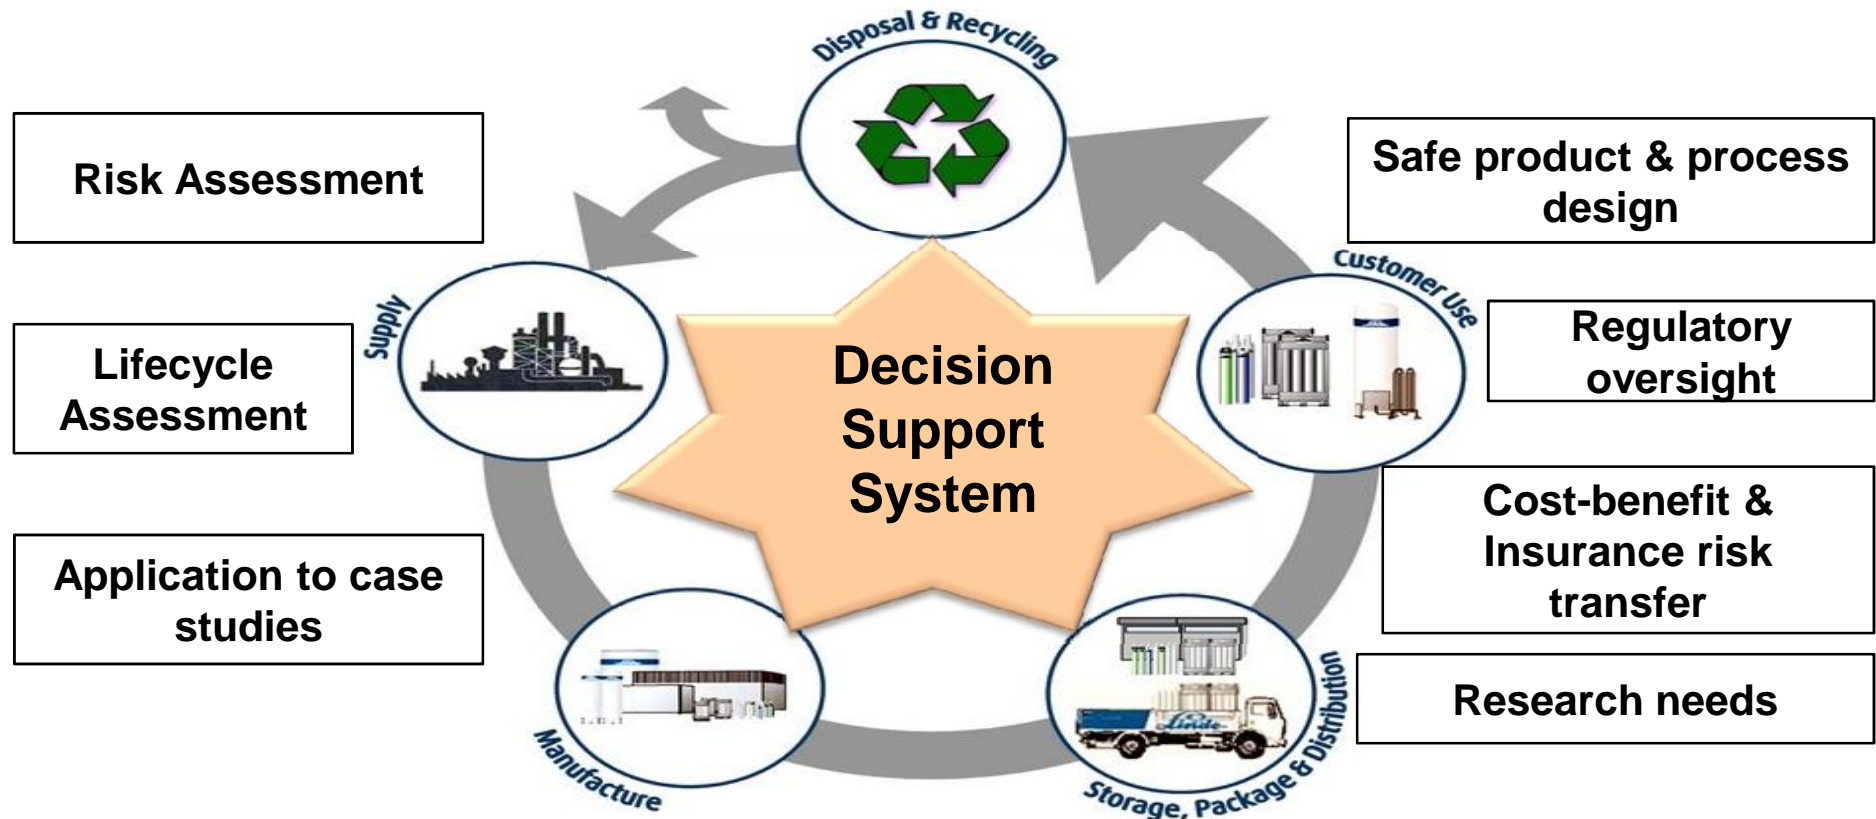 Disposal & Recycling
Risk Assessment
Safe product & process
design
Customer Use
Supply
Lifecycle
Assessment
Decision
Support
System
Regulatory
oversight
Application to case
studies
Cost-benefit &
Insurance risk
transfer
Research needs
Linde
Manufacture
Storage, Package & Distribution